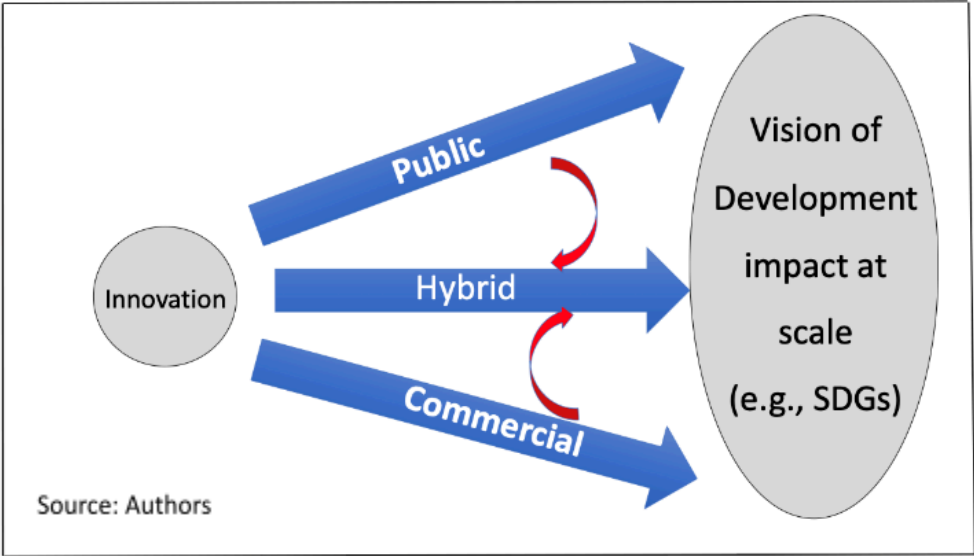 Public
Innovation
Hybrid
Commercial
Vision of
Development
impact at
scale
(e.g., SDGs)
Source: Authors